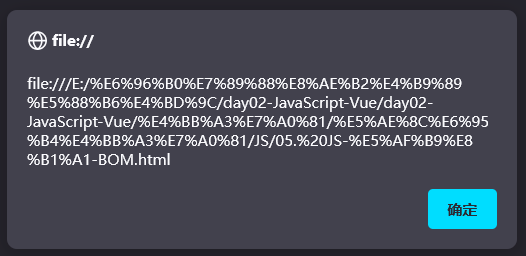 file://
file:///E:/%E6%96%B0%E7%89%88%E8%AE%B2%E4%B9%89
%E5%88%B6%E4%BD%9C/day02-JavaScript-Vue/day02-
JavaScript-Vue/%E4%BB%A3%E7%A0%81/%E5%AE%8C%E6%95
%B4%E4%BB%A3%E7%A0%81/JS/05.%20JS-%E5%AF%B9%E8
%B1%A1-BOM.html
确定